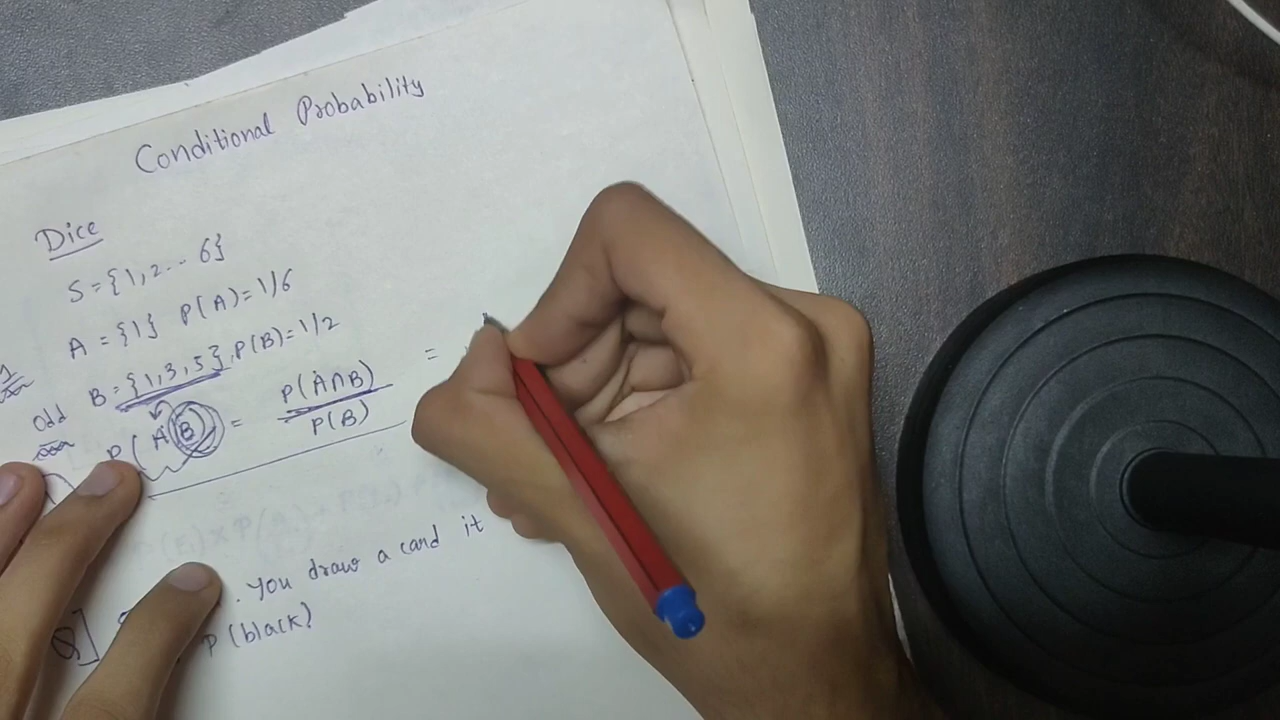 Conditional Probability
Dice
S = {1, 2.. - 6}
A = {1} P(A) = 1/6
B = {1, 3, 5}, P(B) = 1/2
Odd
P(A|B) = P(A∩B) / P(B) =
Q] . You draw a card it
P(black)